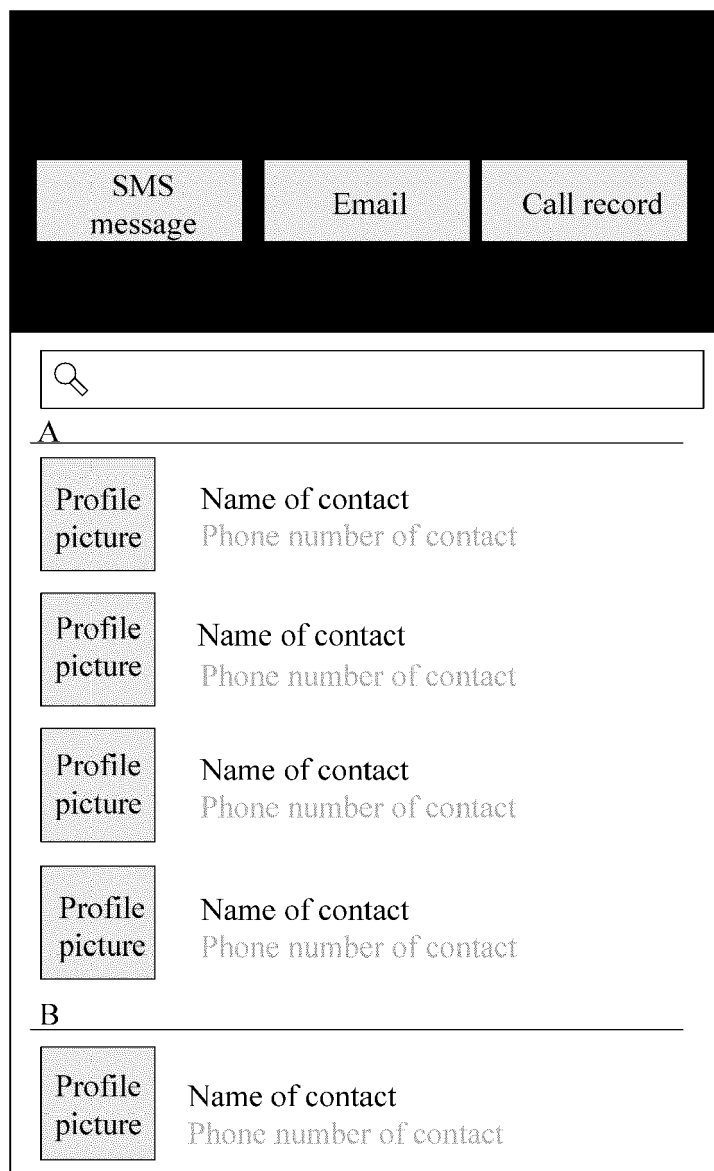 SMS
message
Email
Call record
A
Profile
picture
Name of contact
Phone number of contact
Profile
picture
Name of contact
Phone number of contact
Profile
picture
Name of contact
Phone number of contact
Profile
picture
Name of contact
Phone number of contact
B
Profile
picture
Name of contact
Phone number of contact